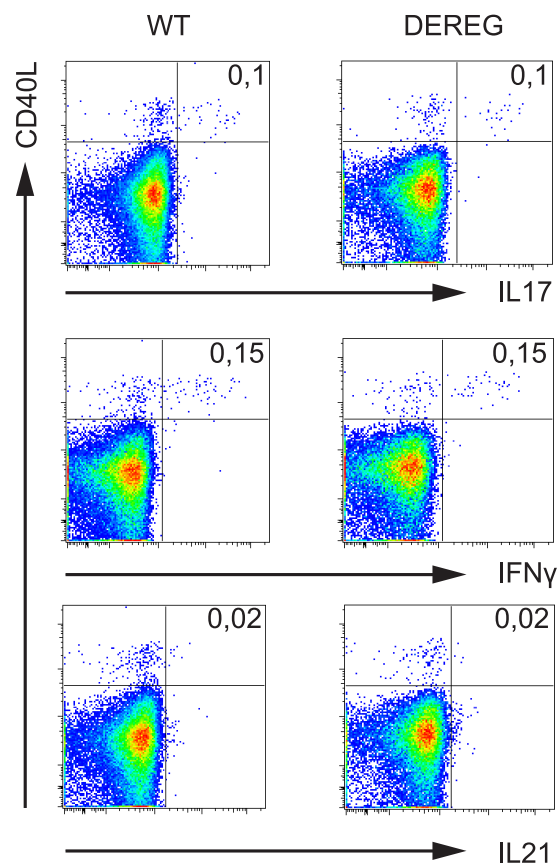 WT DEREG
CD40L
0,1 0,1
IL17
0,15 0,15
IFNγ
0,02 0,02
IL21